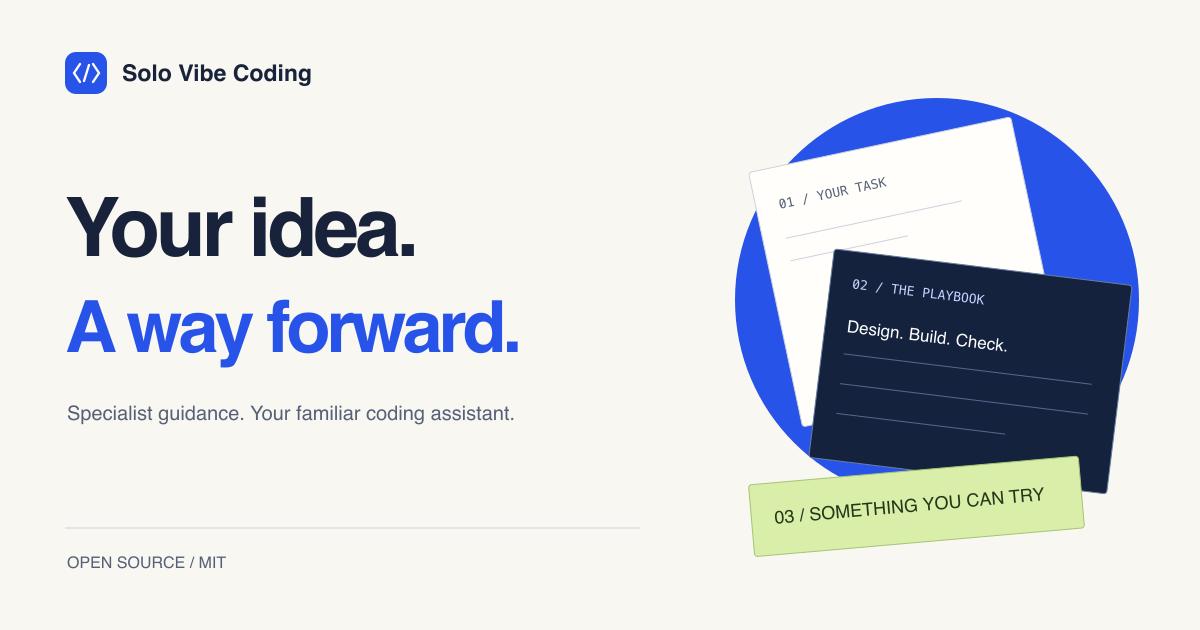 Solo Vibe Coding
Your idea.
A way forward.
Specialist guidance. Your familiar coding assistant.
OPEN SOURCE / MIT
01 / YOUR TASK
02 / THE PLAYBOOK
Design. Build. Check.
03 / SOMETHING YOU CAN TRY